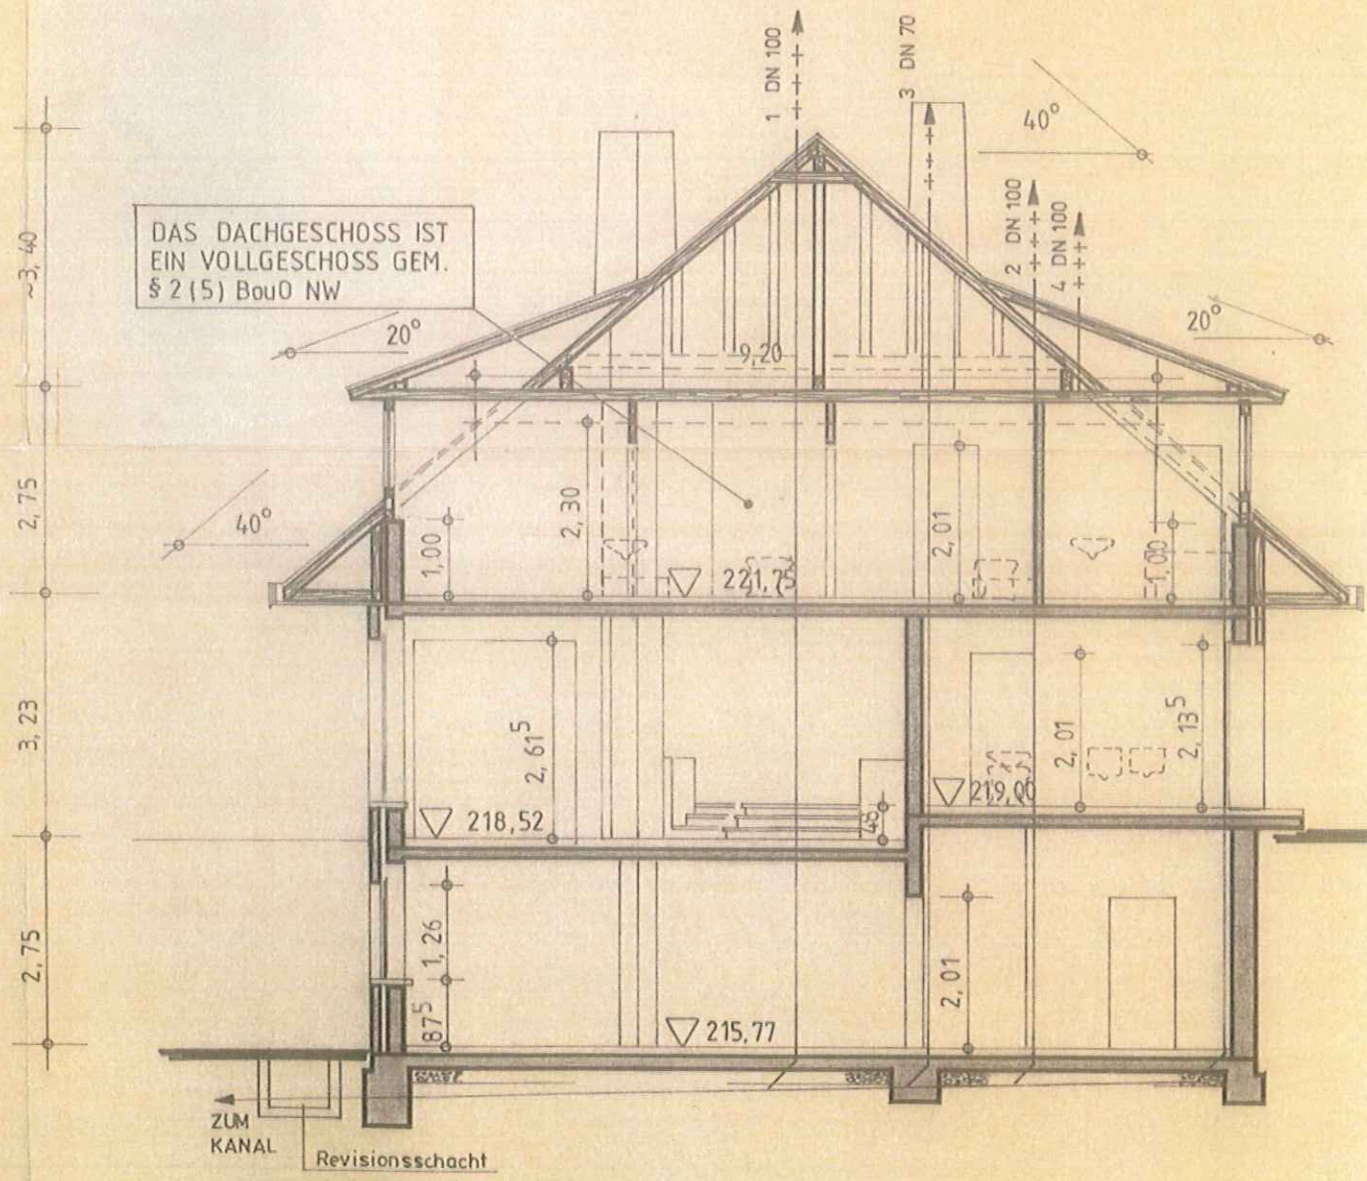 1 DN 100
3 DN 70
40°
2 DN 100
4 DN 100
~3,40
DAS DACHGESCHOSS IST
EIN VOLLGESCHOSS GEM.
§ 2 (5) BauO NW
20°
20°
9,20
2,75
40°
1,00
2,30
2,01
1,00
221,75
3,23
2,61⁵
2,01
2,13⁵
218,52
219,00
45
2,75
1,26
87⁵
2,01
215,77
ZUM
KANAL
Revisionsschacht